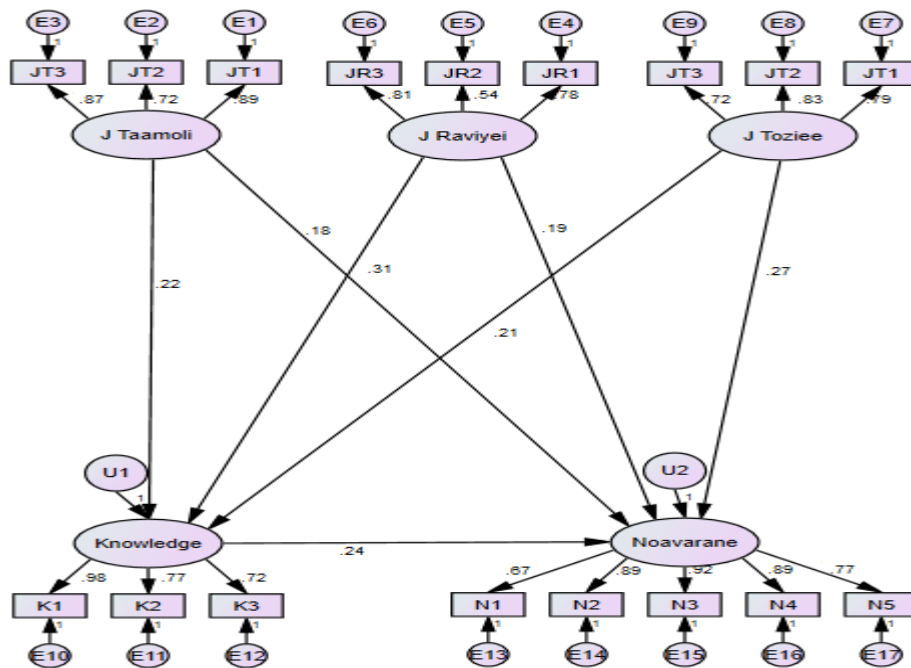 E3 E2 E1 E6 E5 E4 E9 E8 E7
1 1 1 1 1 1 1 1 1
JT3 JT2 JT1 JR3 JR2 JR1 JT3 JT2 JT1
.87 .72 .89 .81 .54 .78 .72 .83 .79
J Taamoli J Raviyei J Toziee
.18 .19
.31 .27
.22
.21
U1 U2
1 1
Knowledge .24 Noavarane
.98 .77 .72 .67 .89 .92 .89 .77
K1 K2 K3 N1 N2 N3 N4 N5
1 1 1 1 1 1 1 1
E10 E11 E12 E13 E14 E15 E16 E17